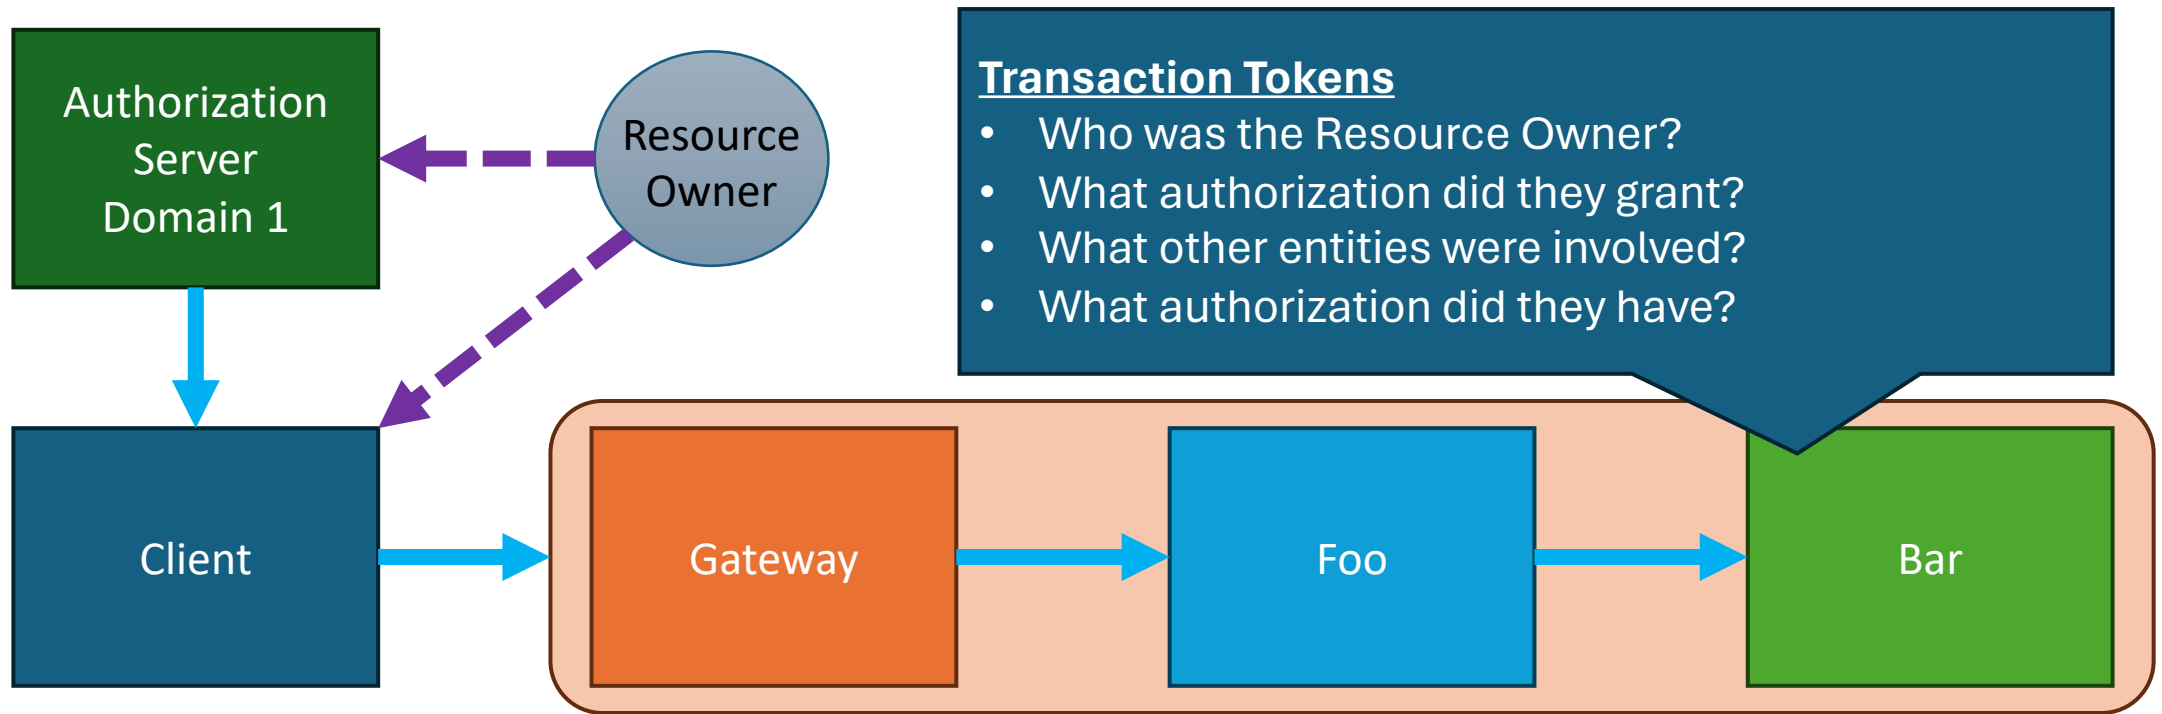 Authorization
Server
Domain 1
Resource
Owner
Transaction Tokens
• Who was the Resource Owner?
• What authorization did they grant?
• What other entities were involved?
• What authorization did they have?
Client
Gateway
Foo
Bar